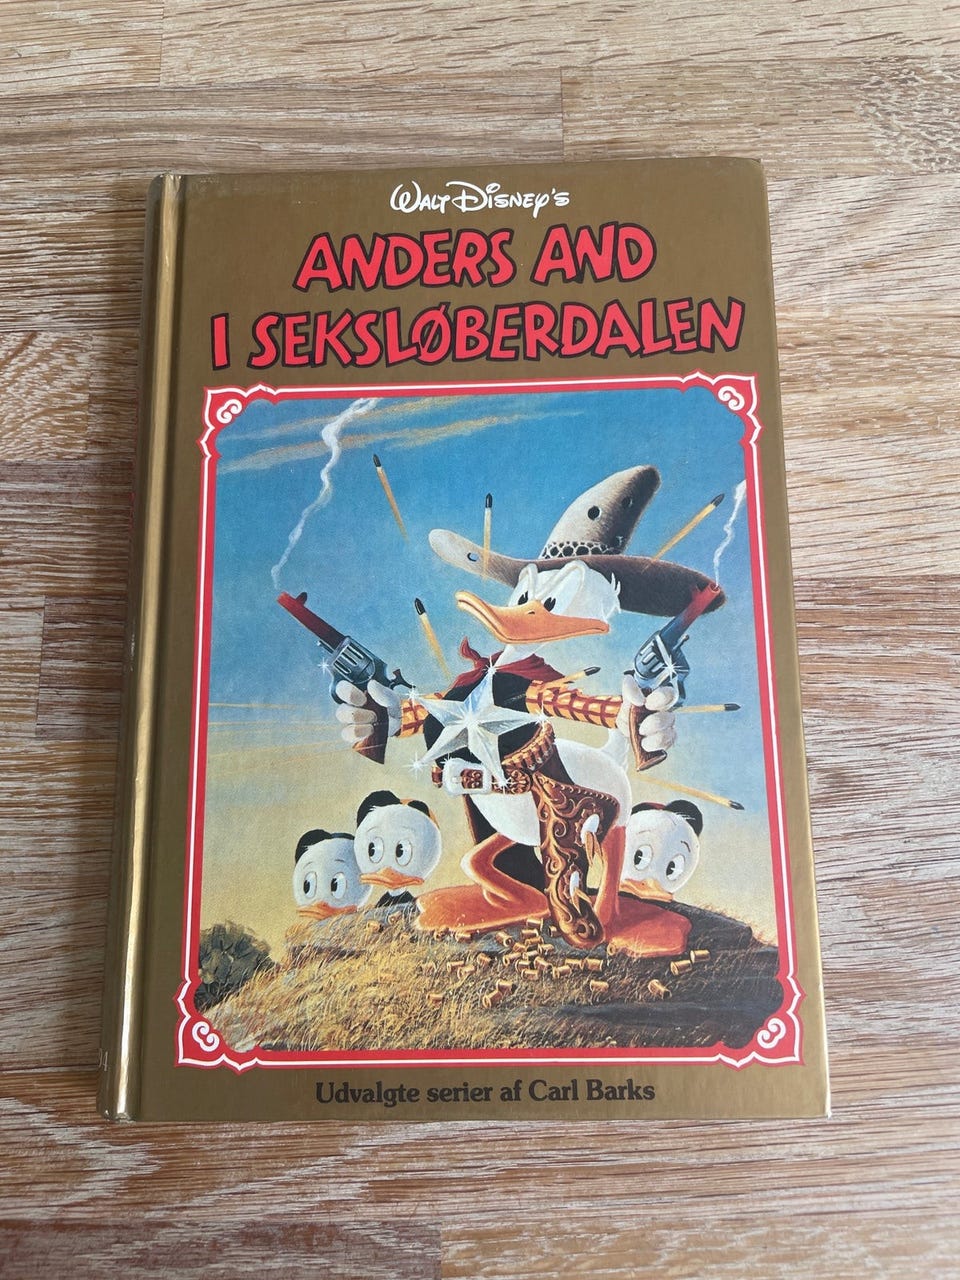 Walt Disney's
ANDERS AND
I SEKSLØBERDALEN
Udvalgte serier af Carl Barks